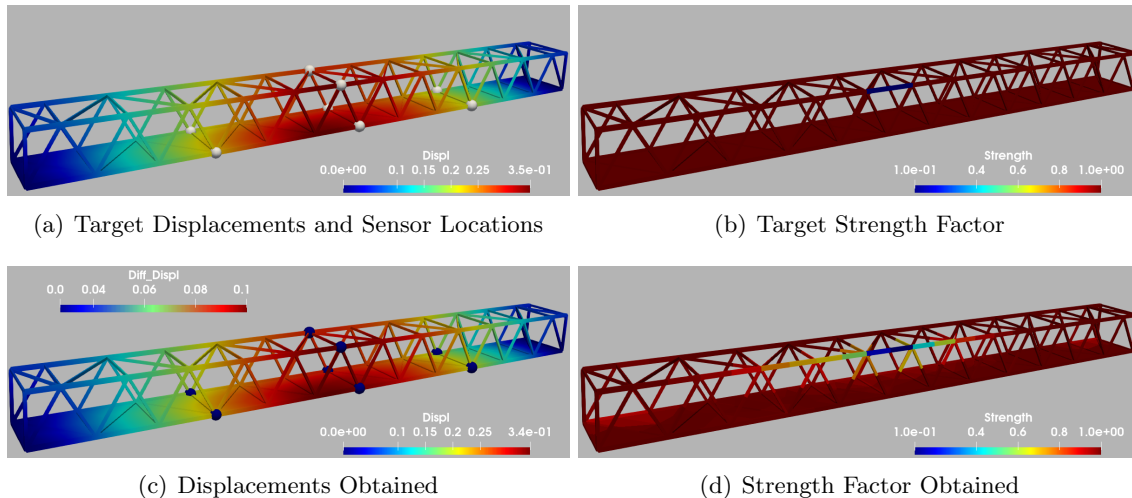 Displ
0.0e+00 0.1 0.15 0.2 0.25 3.5e-01
Strength
1.0e-01 0.4 0.6 0.8 1.0e+00
(a) Target Displacements and Sensor Locations
(b) Target Strength Factor
Diff_Displ
0.0 0.04 0.06 0.08 0.1
Displ
0.0e+00 0.1 0.15 0.2 0.25 3.4e-01
Strength
1.0e-01 0.4 0.6 0.8 1.0e+00
(c) Displacements Obtained
(d) Strength Factor Obtained